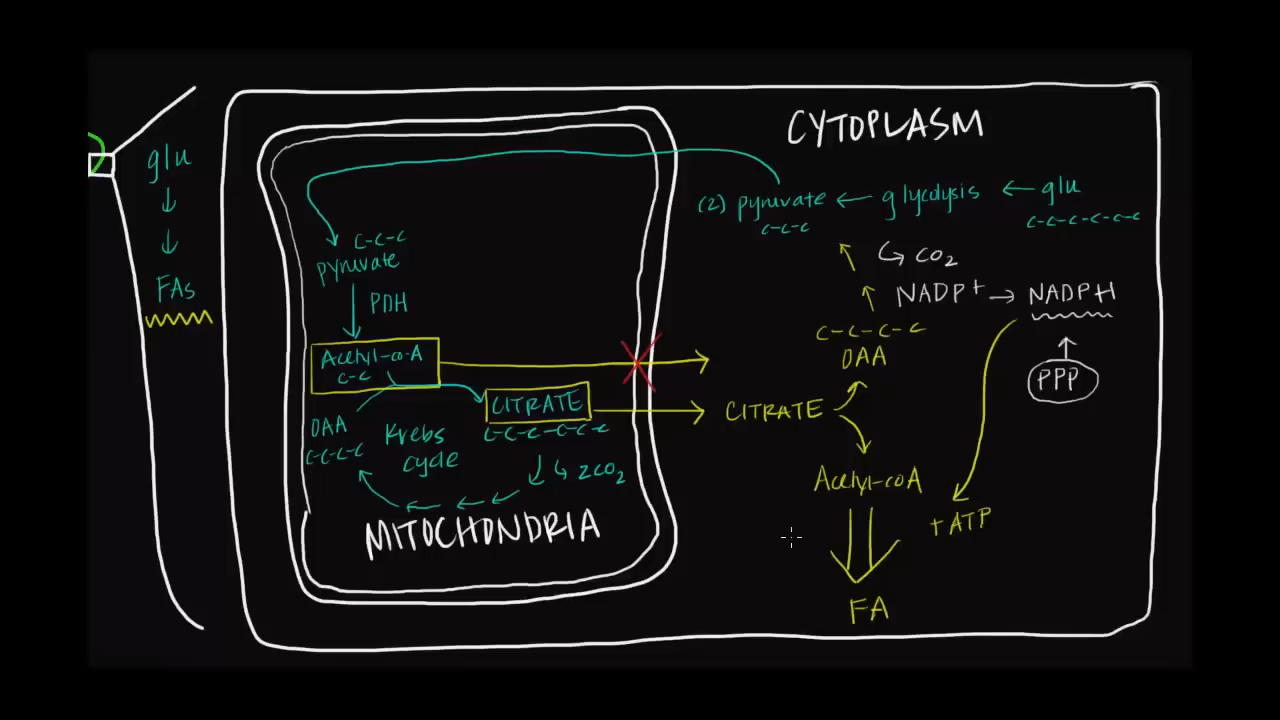 glu
FAs
CYTOPLASM
(2) pyruvate ← glycolysis ← glu
C-C-C
C-C-C-C-C-C
CO2
NADP+ → NADPH
PPP
C-C-C-C
OAA
CITRATE
Acetyl-coA
+ATP
FA
C-C-C
pyruvate
PDH
Acetyl-coA
C-C
CITRATE
C-C-C-C-C-C
OAA
C-C-C-C
Krebs
cycle
2CO2
MITOCHONDRIA